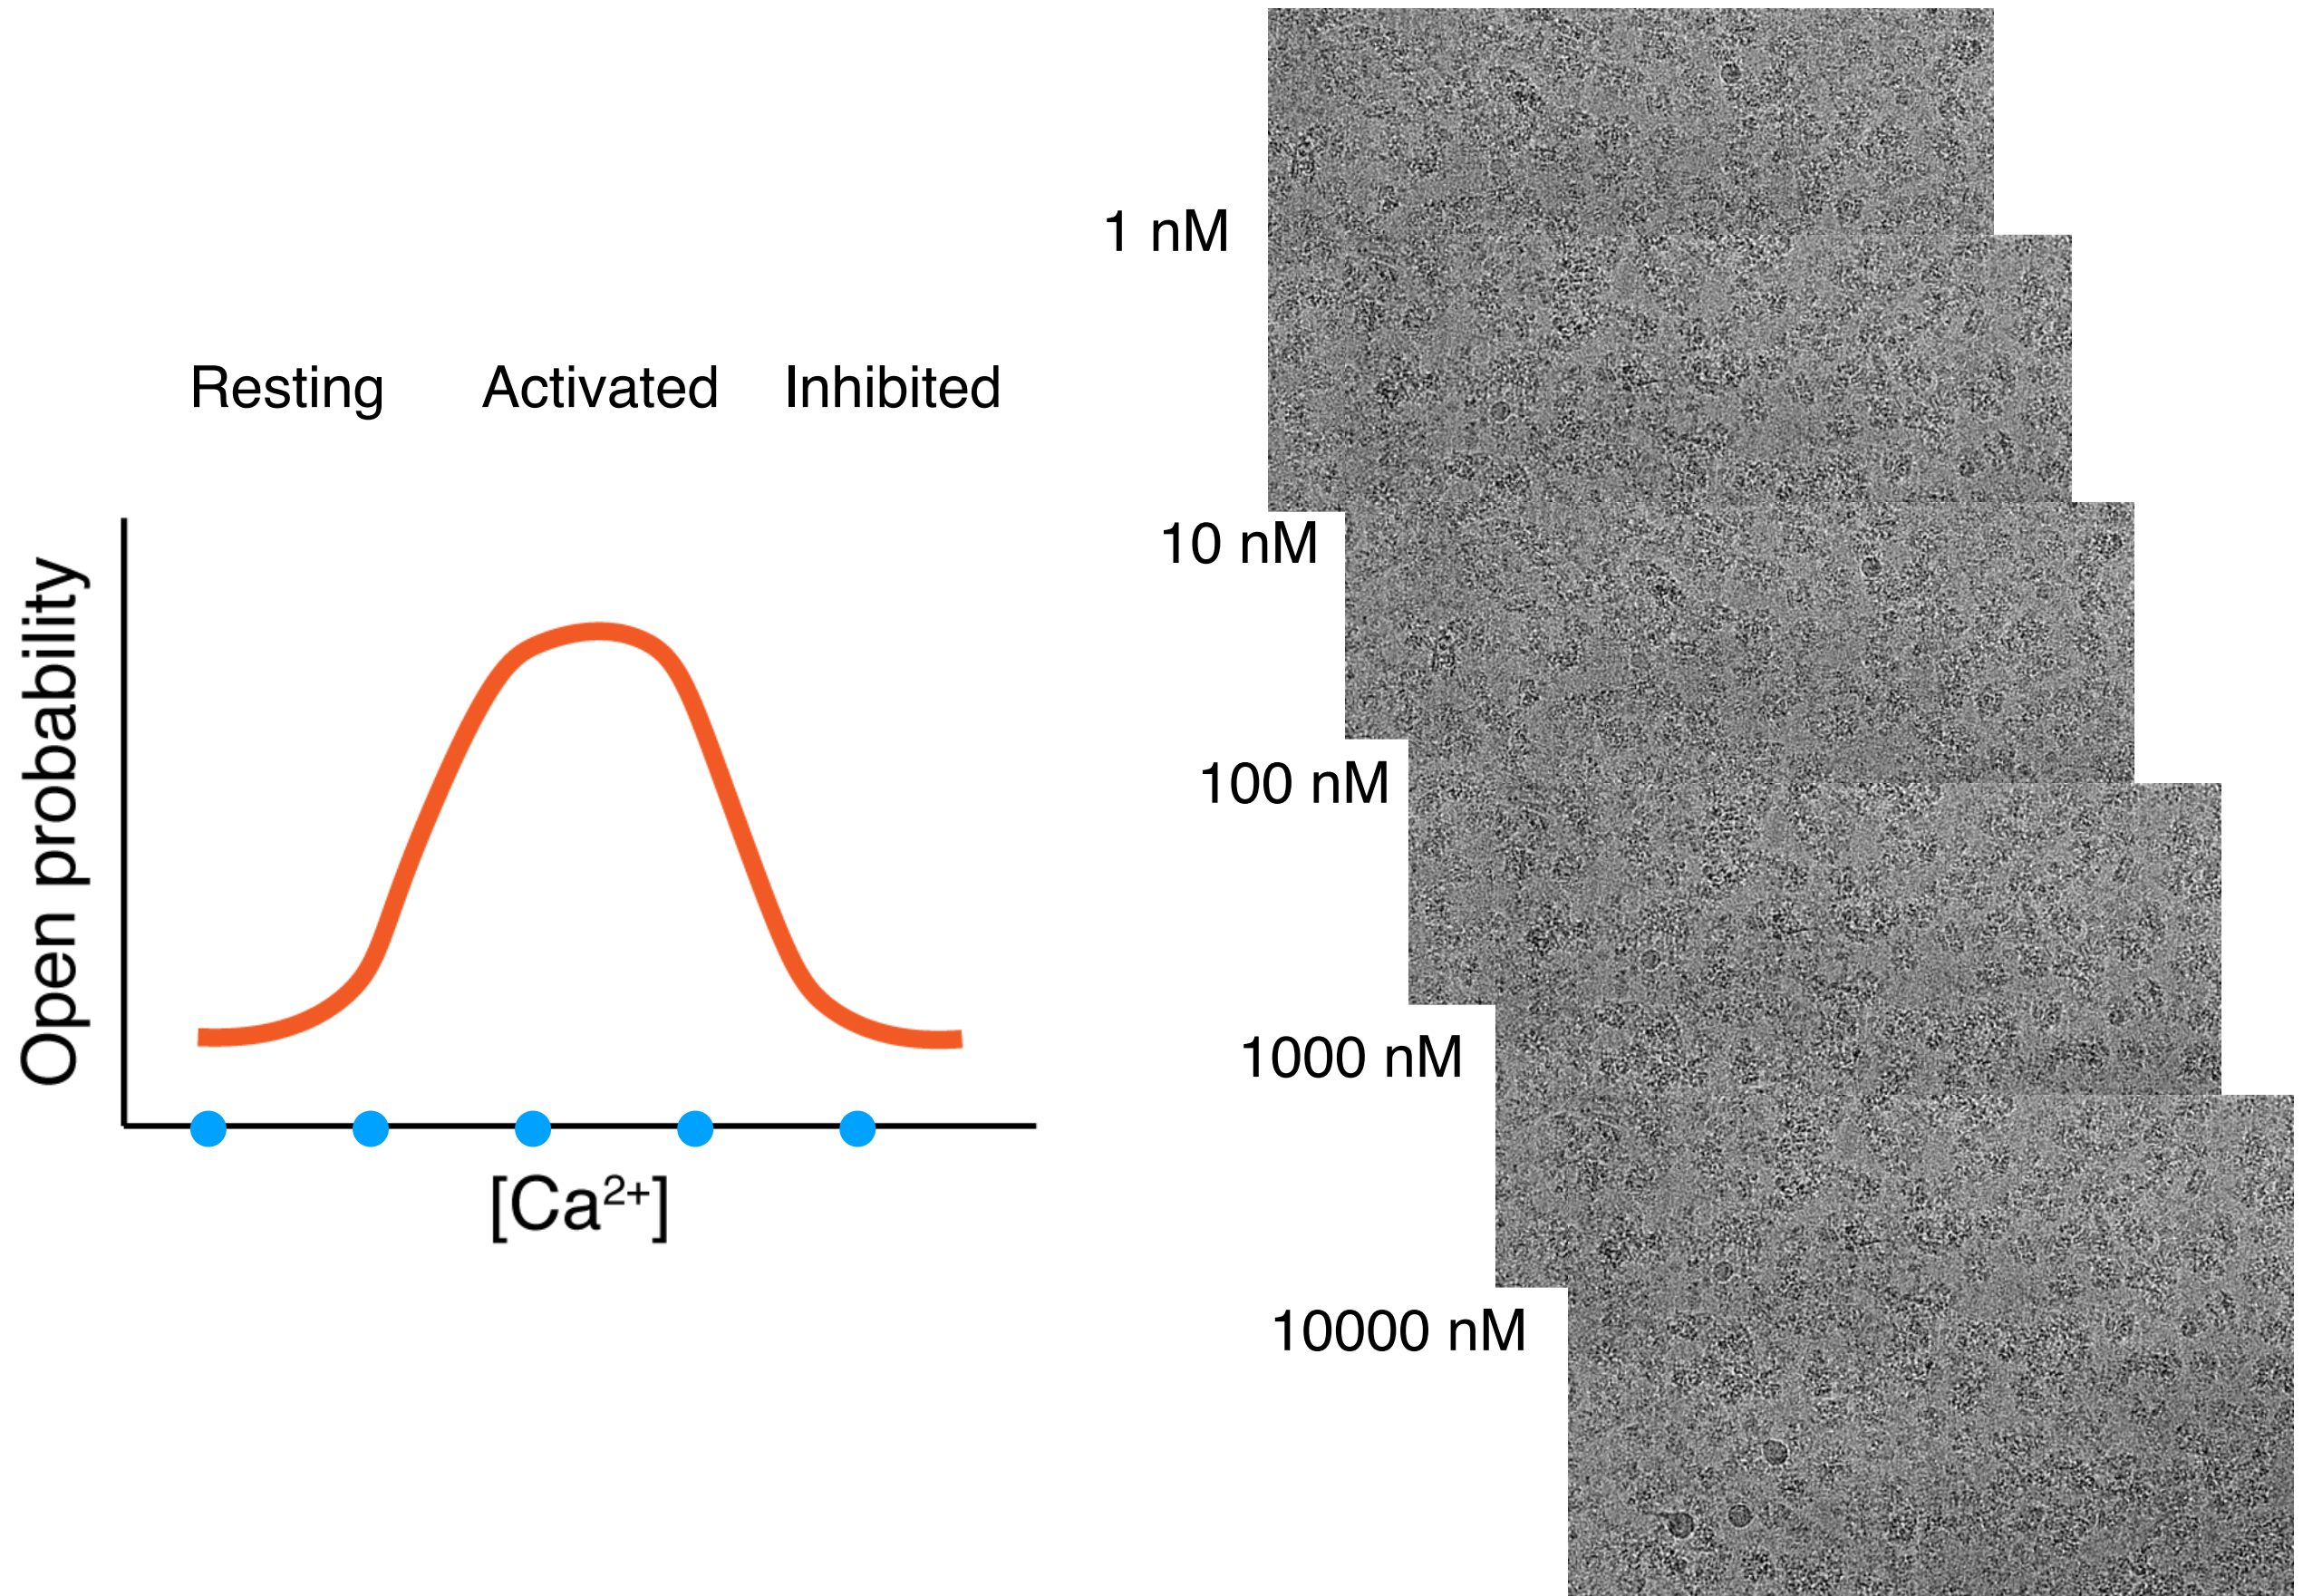 Resting
Activated
Inhibited
Open probability
[Ca²⁺]
1 nM
10 nM
100 nM
1000 nM
10000 nM